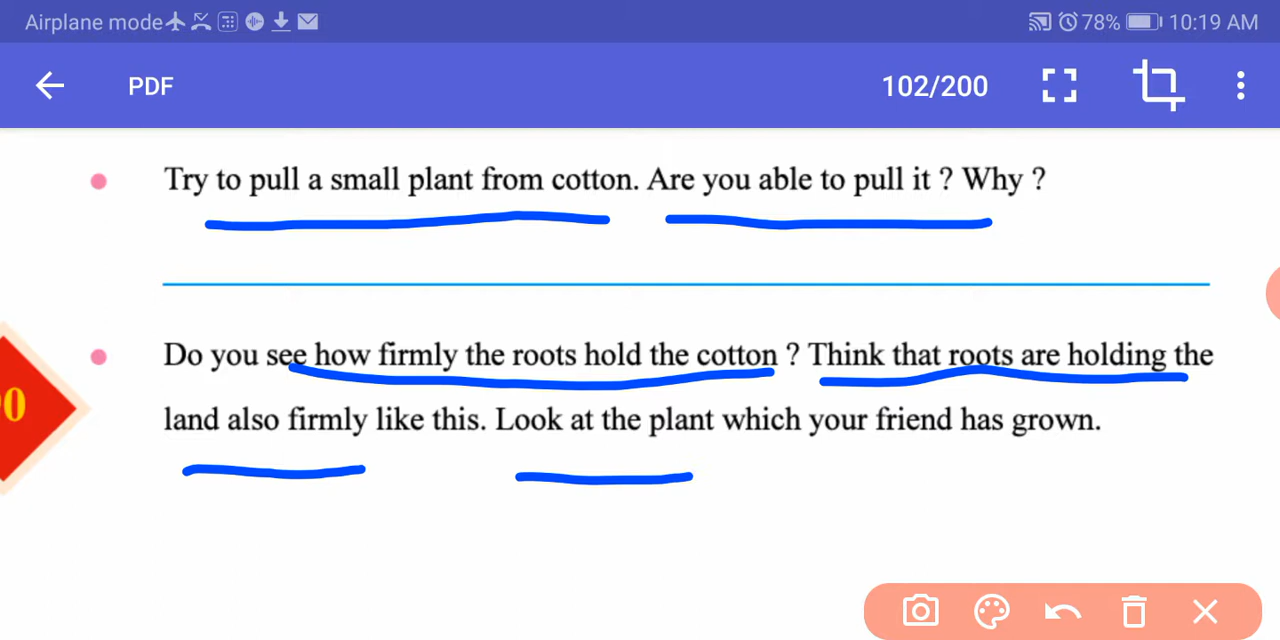 Airplane mode 78% 10:19 AM
PDF 102/200
Try to pull a small plant from cotton. Are you able to pull it ? Why ?
Do you see how firmly the roots hold the cotton ? Think that roots are holding the
land also firmly like this. Look at the plant which your friend has grown.